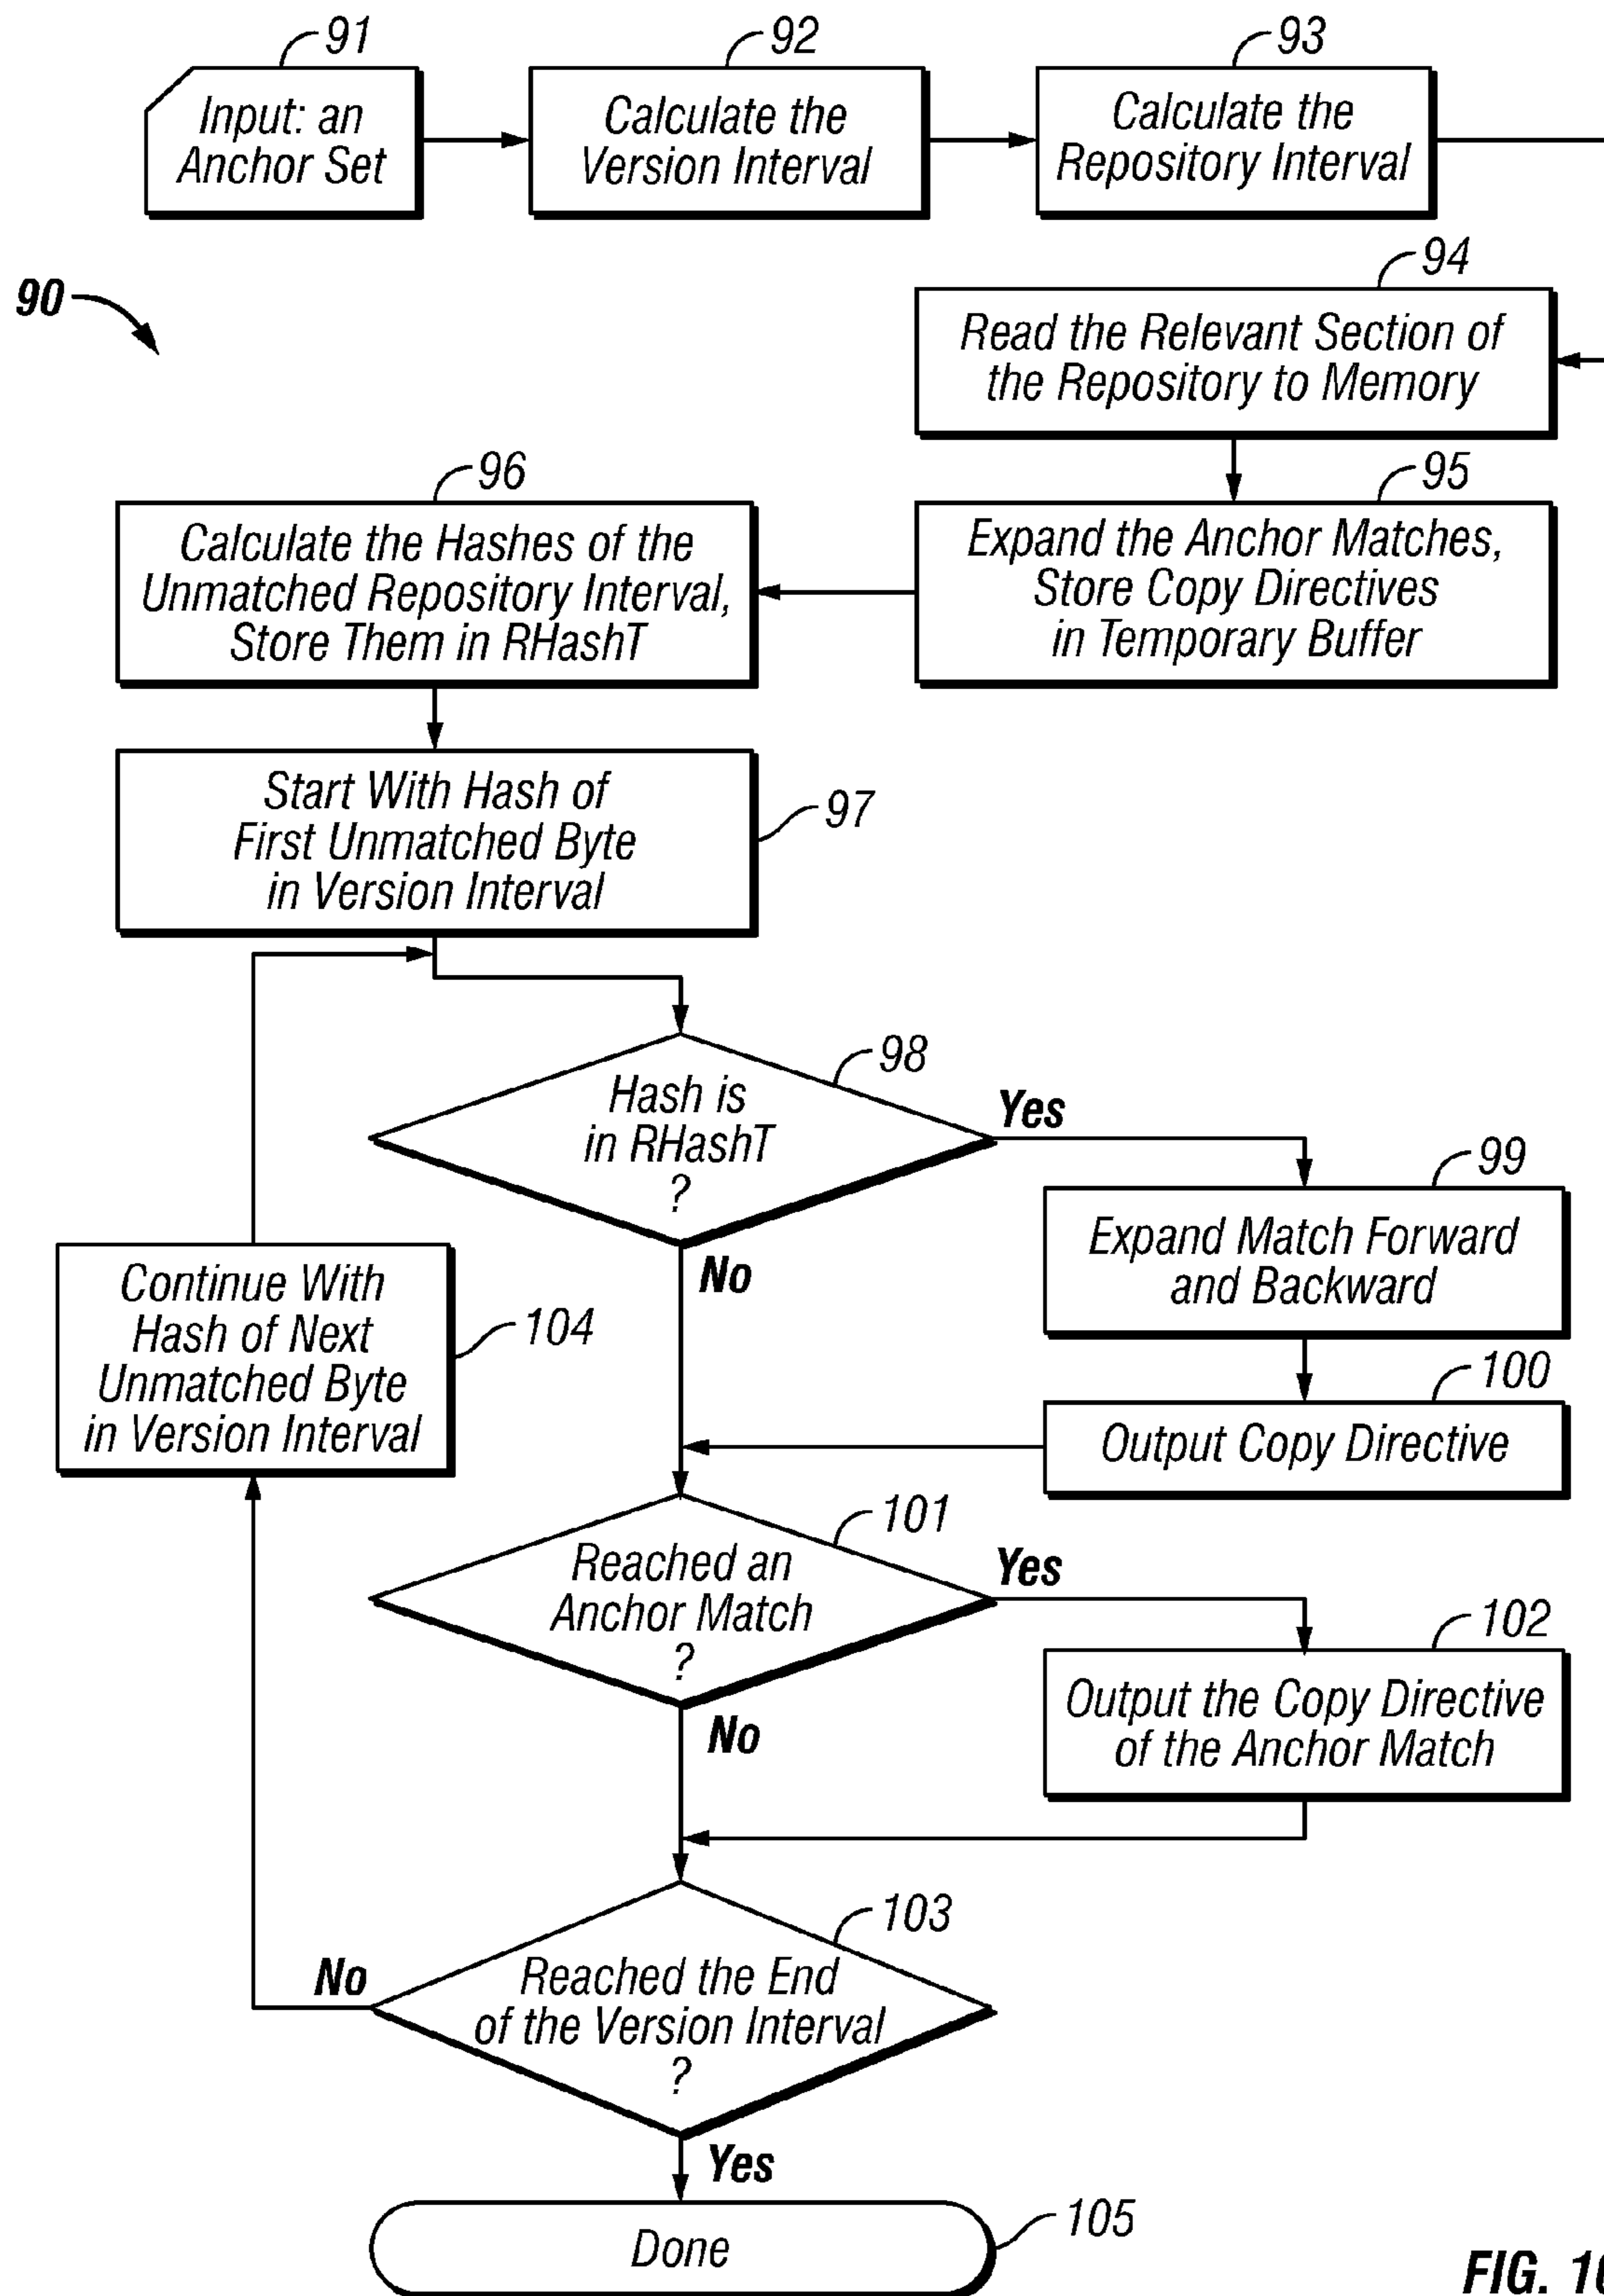 91
Input: an
Anchor Set
92
Calculate the
Version Interval
93
Calculate the
Repository Interval
90
94
Read the Relevant Section of
the Repository to Memory
95
Expand the Anchor Matches,
Store Copy Directives
in Temporary Buffer
96
Calculate the Hashes of the
Unmatched Repository Interval,
Store Them in RHashT
97
Start With Hash of
First Unmatched Byte
in Version Interval
98
Hash is
in RHashT
?
Yes
No
99
Expand Match Forward
and Backward
100
Output Copy Directive
104
Continue With
Hash of Next
Unmatched Byte
in Version Interval
101
Reached an
Anchor Match
?
Yes
No
102
Output the Copy Directive
of the Anchor Match
103
Reached the End
of the Version Interval
?
No
Yes
105
Done
FIG. 10